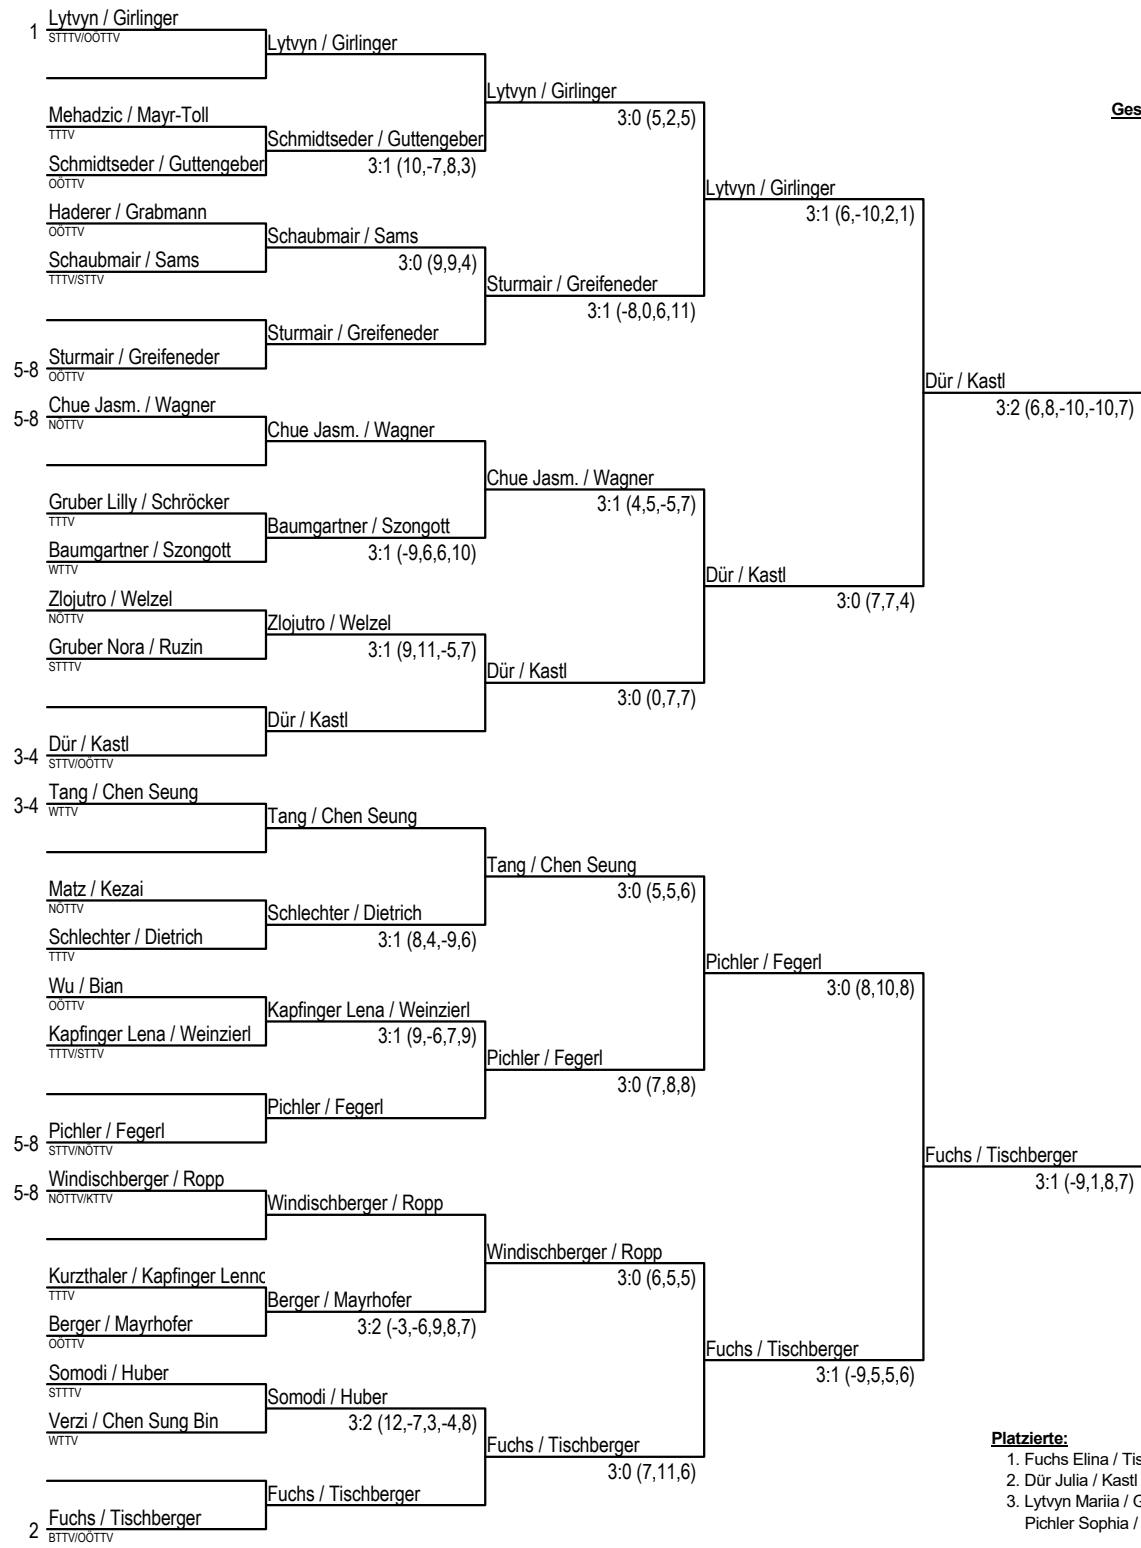 1
Lytvyn / Girlinger
STTTV/OÖTTV
Mehadzic / Mayr-Toll
TTTV
Schmidtseder / Guttengeber
OÖTTV
Haderer / Grabmann
OÖTTV
Schaubmair / Sams
TTTV/STTV
5-8
Sturmair / Greifeneder
OÖTTV
5-8
Chue Jasm. / Wagner
NÖTTV
Gruber Lilly / Schröcker
TTTV
Baumgartner / Szongott
WTTV
Zlojutro / Welzel
NÖTTV
Gruber Nora / Ruzin
STTTV
3-4
Dür / Kastl
STTV/OÖTTV
3-4
Tang / Chen Seung
WTTV
Matz / Kezai
NÖTTV
Schlechter / Dietrich
TTTV
Wu / Bian
OÖTTV
Kapfinger Lena / Weinzierl
TTTV/STTV
5-8
Pichler / Fegerl
STTV/NÖTTV
5-8
Windischberger / Ropp
NÖTTV/KTTV
Kurzthaler / Kapfinger Lenno
TTTV
Berger / Mayrhofer
OÖTTV
Somodi / Huber
STTTV
Verzi / Chen Sung Bin
WTTV
2
Fuchs / Tischberger
BTTV/OÖTTV
Lytvyn / Girlinger
Schmidtseder / Guttengeber
3:1 (10,-7,8,3)
Schaubmair / Sams
3:0 (9,9,4)
Sturmair / Greifeneder
Chue Jasm. / Wagner
Baumgartner / Szongott
3:1 (-9,6,6,10)
Zlojutro / Welzel
3:1 (9,11,-5,7)
Dür / Kastl
Tang / Chen Seung
Schlechter / Dietrich
3:1 (8,4,-9,6)
Kapfinger Lena / Weinzierl
3:1 (9,-6,7,9)
Pichler / Fegerl
Windischberger / Ropp
Berger / Mayrhofer
3:2 (-3,-6,9,8,7)
Somodi / Huber
3:2 (12,-7,3,-4,8)
Fuchs / Tischberger
Lytvyn / Girlinger
3:0 (5,2,5)
Sturmair / Greifeneder
3:1 (-8,0,6,11)
Chue Jasm. / Wagner
3:1 (4,5,-5,7)
Dür / Kastl
3:0 (0,7,7)
Tang / Chen Seung
3:0 (5,5,6)
Pichler / Fegerl
3:0 (7,8,8)
Windischberger / Ropp
3:0 (6,5,5)
Fuchs / Tischberger
3:0 (7,11,6)
Lytvyn / Girlinger
3:1 (6,-10,2,1)
Dür / Kastl
3:0 (7,7,4)
Pichler / Fegerl
3:0 (8,10,8)
Fuchs / Tischberger
3:1 (-9,5,5,6)
Dür / Kastl
3:2 (6,8,-10,-10,7)
Fuchs / Tischberger
3:1 (-9,1,8,7)
Ges
Platzierte:
1. Fuchs Elina / Tis
2. Dür Julia / Kastl
3. Lytvyn Mariia / G
Pichler Sophia /